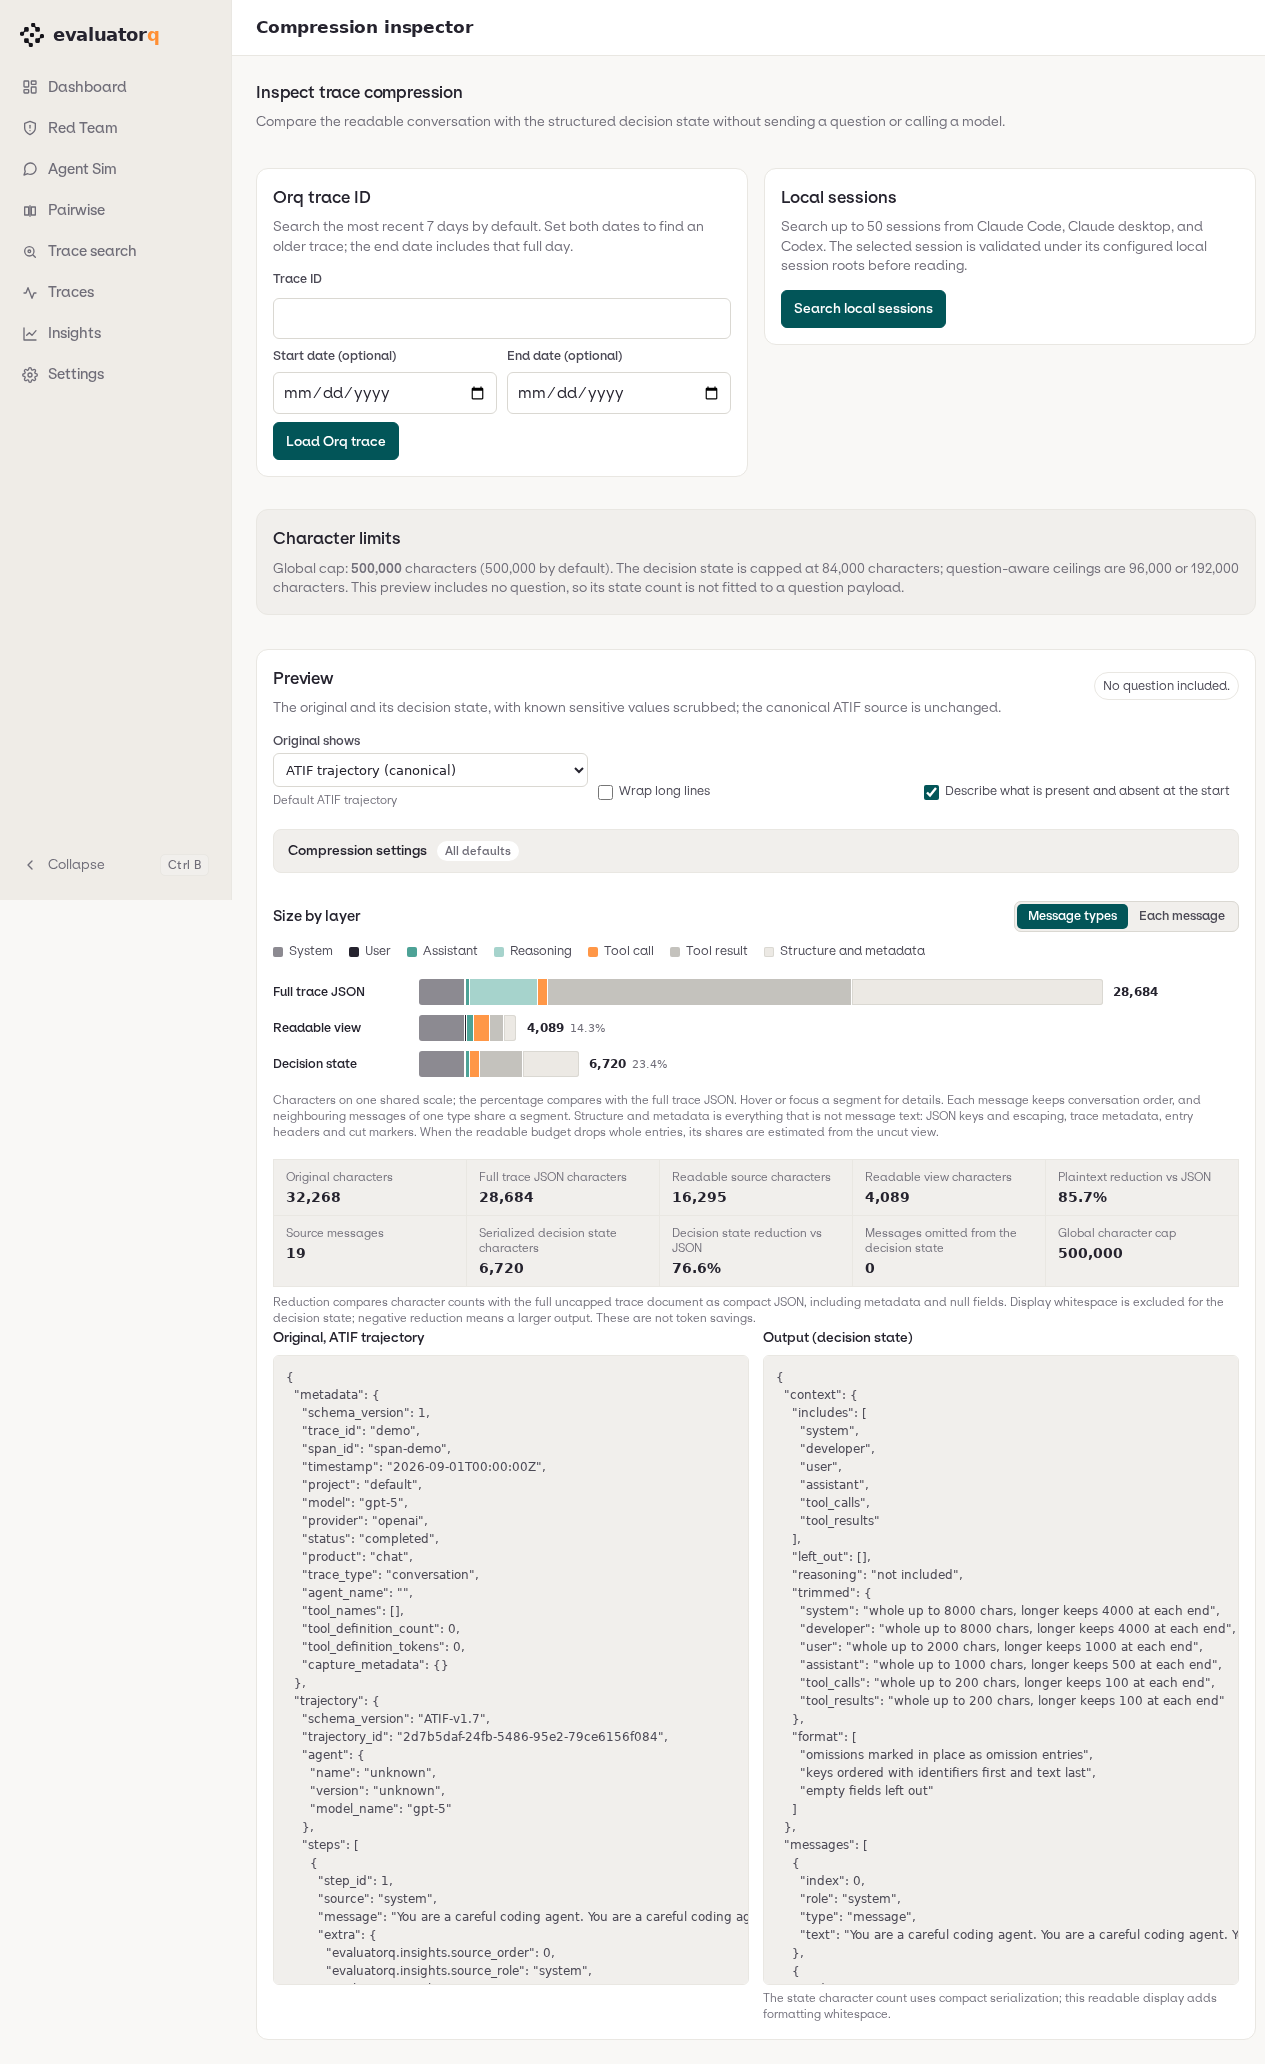 evaluatorq
Dashboard
Red Team
Agent Sim
Pairwise
Trace search
Traces
Insights
Settings
Collapse
Ctrl B
Compression inspector
Inspect trace compression
Compare the readable conversation with the structured decision state without sending a question or calling a model.
Orq trace ID
Search the most recent 7 days by default. Set both dates to find an
older trace; the end date includes that full day.
Trace ID
Start date (optional)
End date (optional)
mm/dd/yyyy
mm/dd/yyyy
Load Orq trace
Local sessions
Search up to 50 sessions from Claude Code, Claude desktop, and
Codex. The selected session is validated under its configured local
session roots before reading.
Search local sessions
Character limits
Global cap: 500,000 characters (500,000 by default). The decision state is capped at 84,000 characters; question-aware ceilings are 96,000 or 192,000
characters. This preview includes no question, so its state count is not fitted to a question payload.
Preview
No question included.
The original and its decision state, with known sensitive values scrubbed; the canonical ATIF source is unchanged.
Original shows
ATIF trajectory (canonical)
Wrap long lines
Describe what is present and absent at the start
Default ATIF trajectory
Compression settings
All defaults
Size by layer
Message types
Each message
System
User
Assistant
Reasoning
Tool call
Tool result
Structure and metadata
Full trace JSON
28,684
Readable view
4,089 14.3%
Decision state
6,720 23.4%
Characters on one shared scale; the percentage compares with the full trace JSON. Hover or focus a segment for details. Each message keeps conversation order, and
neighbouring messages of one type share a segment. Structure and metadata is everything that is not message text: JSON keys and escaping, trace metadata, entry
headers and cut markers. When the readable budget drops whole entries, its shares are estimated from the uncut view.
Original characters
32,268
Full trace JSON characters
28,684
Readable source characters
16,295
Readable view characters
4,089
Plaintext reduction vs JSON
85.7%
Source messages
19
Serialized decision state
characters
6,720
Decision state reduction vs
JSON
76.6%
Messages omitted from the
decision state
0
Global character cap
500,000
Reduction compares character counts with the full uncapped trace document as compact JSON, including metadata and null fields. Display whitespace is excluded for the
decision state; negative reduction means a larger output. These are not token savings.
Original, ATIF trajectory
{
"metadata": {
"schema_version": 1,
"trace_id": "demo",
"span_id": "span-demo",
"timestamp": "2026-09-01T00:00:00Z",
"project": "default",
"model": "gpt-5",
"provider": "openai",
"status": "completed",
"product": "chat",
"trace_type": "conversation",
"agent_name": "",
"tool_names": [],
"tool_definition_count": 0,
"tool_definition_tokens": 0,
"capture_metadata": {}
},
"trajectory": {
"schema_version": "ATIF-v1.7",
"trajectory_id": "2d7b5daf-24fb-5486-95e2-79ce6156f084",
"agent": {
"name": "unknown",
"version": "unknown",
"model_name": "gpt-5"
},
"steps": [
{
"step_id": 1,
"source": "system",
"message": "You are a careful coding agent. You are a careful coding ag
"extra": {
"evaluatorq.insights.source_order": 0,
"evaluatorq.insights.source_role": "system",
Output (decision state)
{
"context": {
"includes": [
"system",
"developer",
"user",
"assistant",
"tool_calls",
"tool_results"
],
"left_out": [],
"reasoning": "not included",
"trimmed": {
"system": "whole up to 8000 chars, longer keeps 4000 at each end",
"developer": "whole up to 8000 chars, longer keeps 4000 at each end",
"user": "whole up to 2000 chars, longer keeps 1000 at each end",
"assistant": "whole up to 1000 chars, longer keeps 500 at each end",
"tool_calls": "whole up to 200 chars, longer keeps 100 at each end",
"tool_results": "whole up to 200 chars, longer keeps 100 at each end"
},
"format": [
"omissions marked in place as omission entries",
"keys ordered with identifiers first and text last",
"empty fields left out"
]
},
"messages": [
{
"index": 0,
"role": "system",
"type": "message",
"text": "You are a careful coding agent. You are a careful coding agent. Y
},
{
The state character count uses compact serialization; this readable display adds
formatting whitespace.